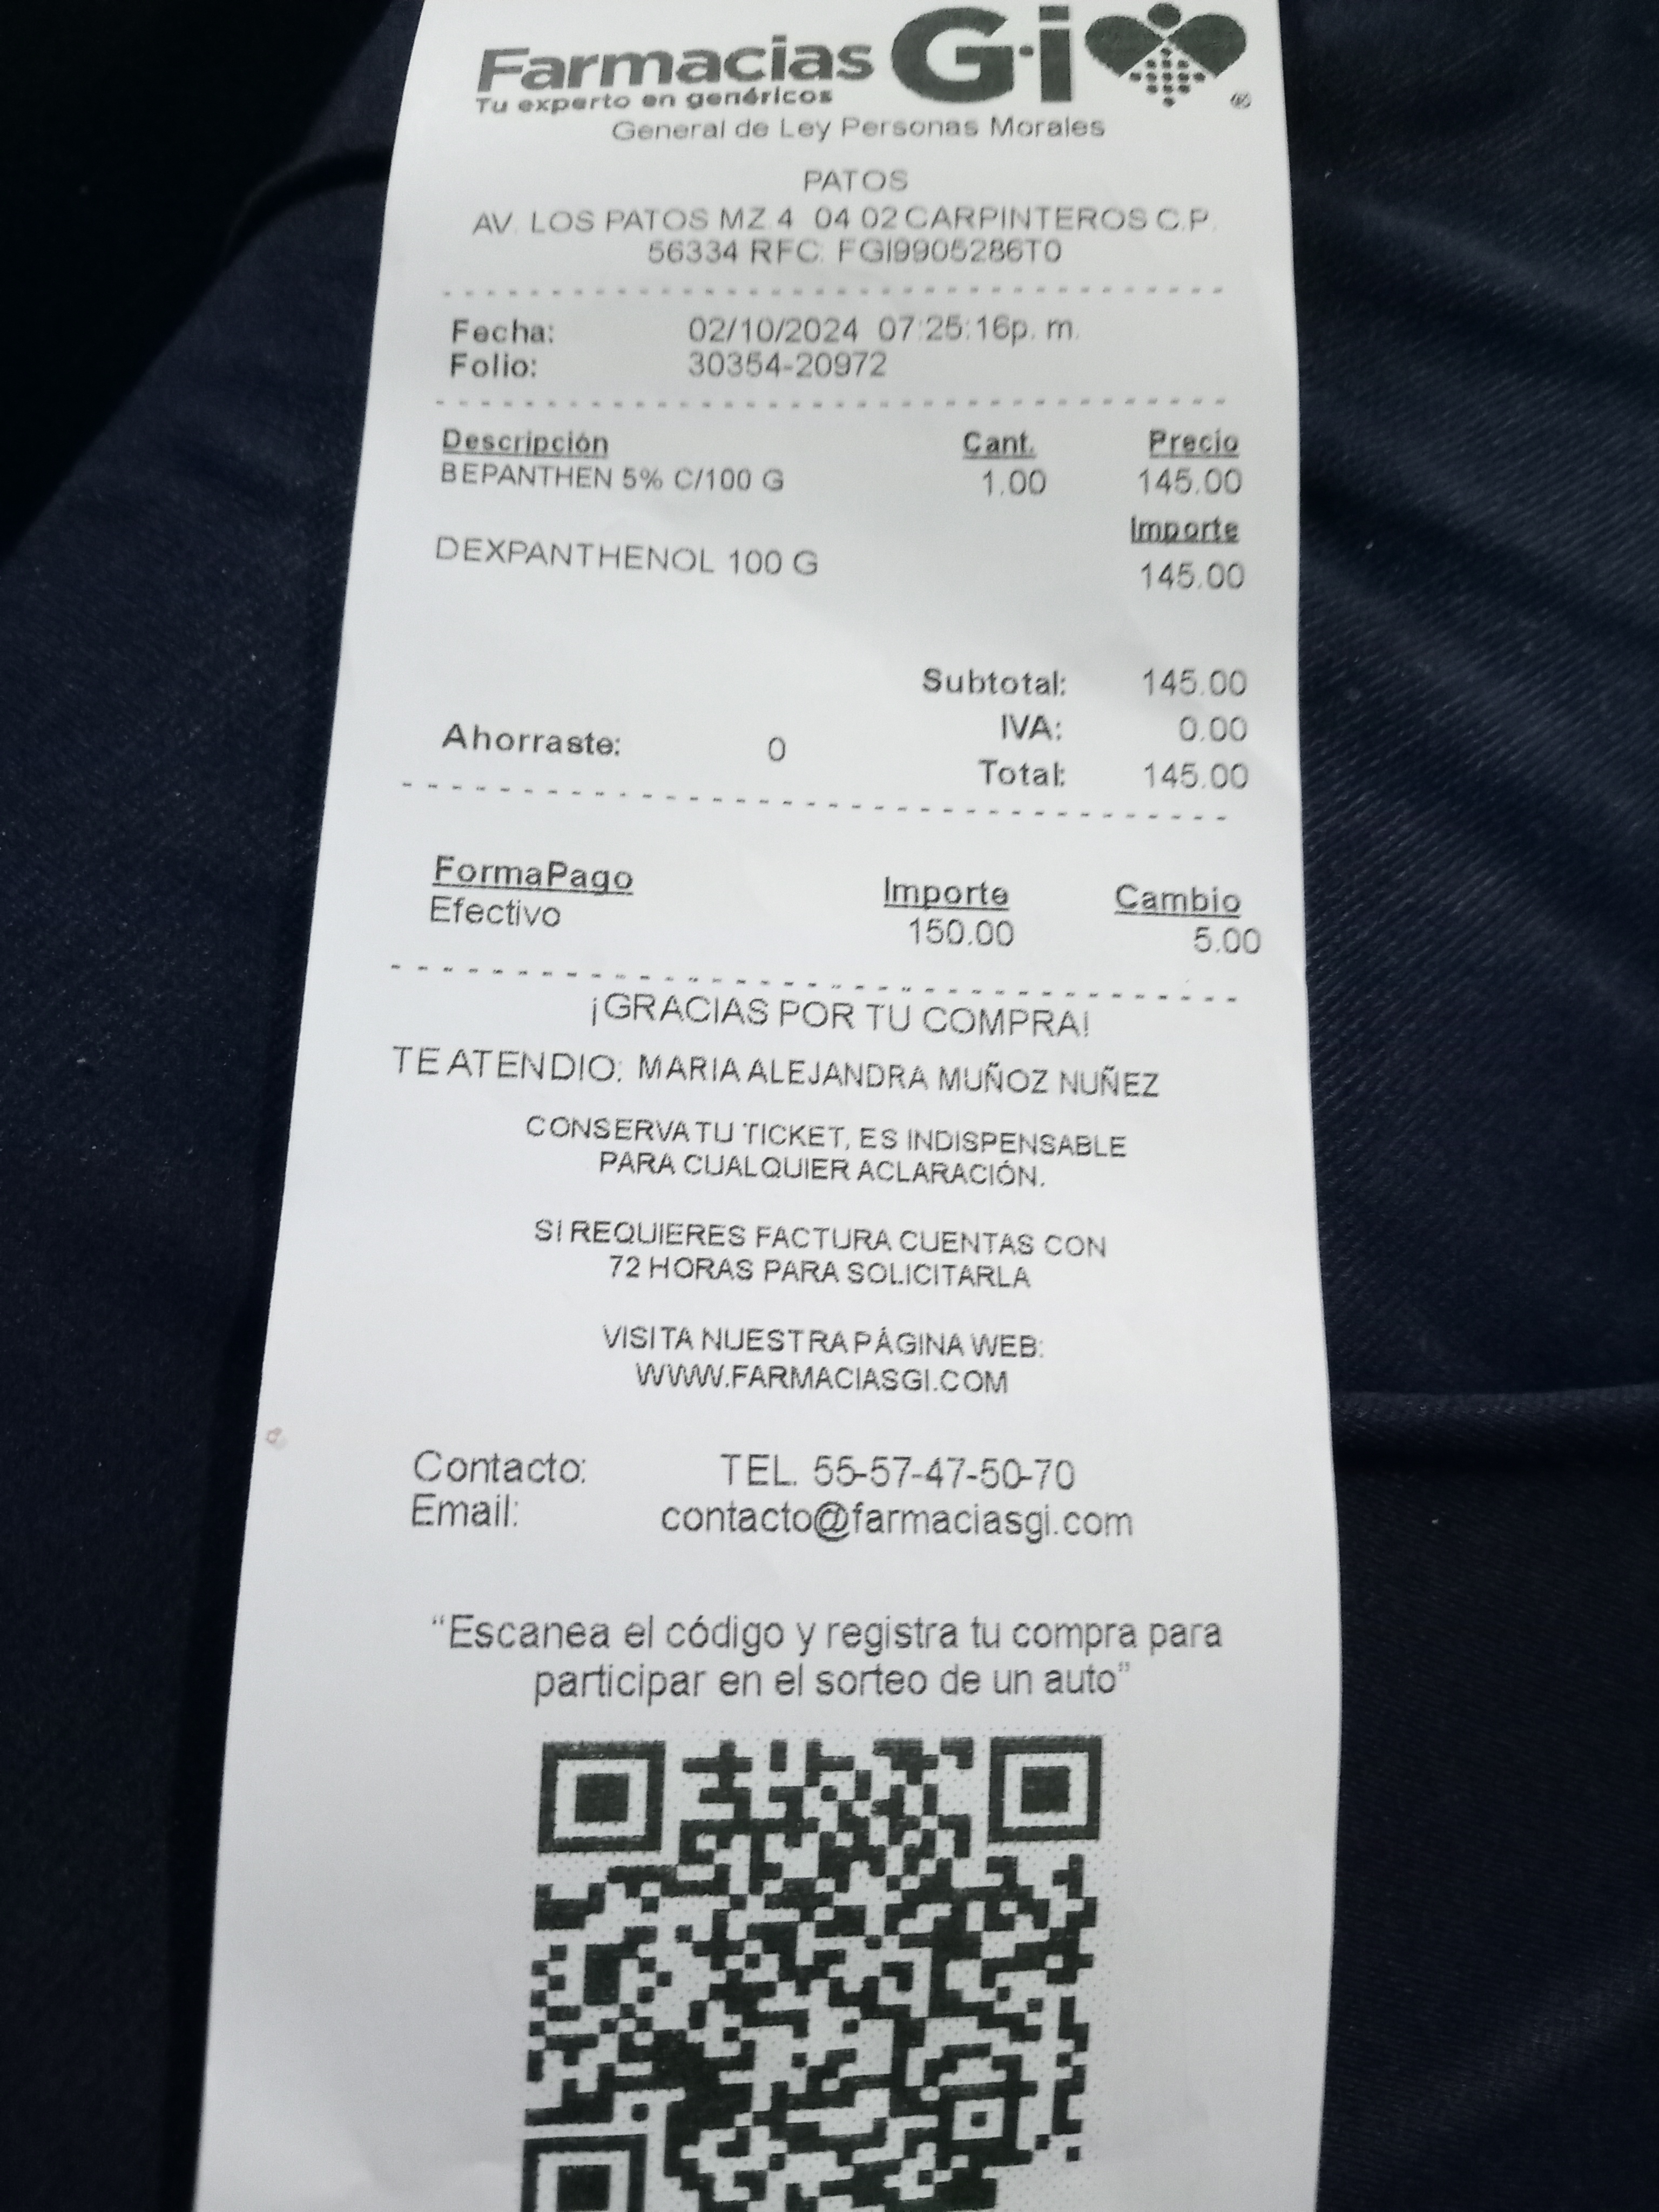 Farmacias G·i ®
Tu experto en genéricos
General de Ley Personas Morales
PATOS
AV. LOS PATOS MZ 4 04 02 CARPINTEROS C.P.
56334 RFC. FGI9905286T0
Fecha: 02/10/2024 07:25:16p. m.
Folio: 30354-20972
Descripción Cant. Precio
BEPANTHEN 5% C/100 G 1.00 145.00
Importe
DEXPANTHENOL 100 G 145.00
Subtotal: 145.00
IVA: 0.00
Ahorraste: 0
Total: 145.00
FormaPago Importe Cambio
Efectivo 150.00 5.00
¡GRACIAS POR TU COMPRA!
TE ATENDIO: MARIA ALEJANDRA MUÑOZ NUÑEZ
CONSERVA TU TICKET, ES INDISPENSABLE
PARA CUALQUIER ACLARACIÓN.
SI REQUIERES FACTURA CUENTAS CON
72 HORAS PARA SOLICITARLA
VISITA NUESTRA PÁGINA WEB:
WWW.FARMACIASGI.COM
Contacto: TEL. 55-57-47-50-70
Email: contacto@farmaciasgi.com
“Escanea el código y registra tu compra para
participar en el sorteo de un auto”